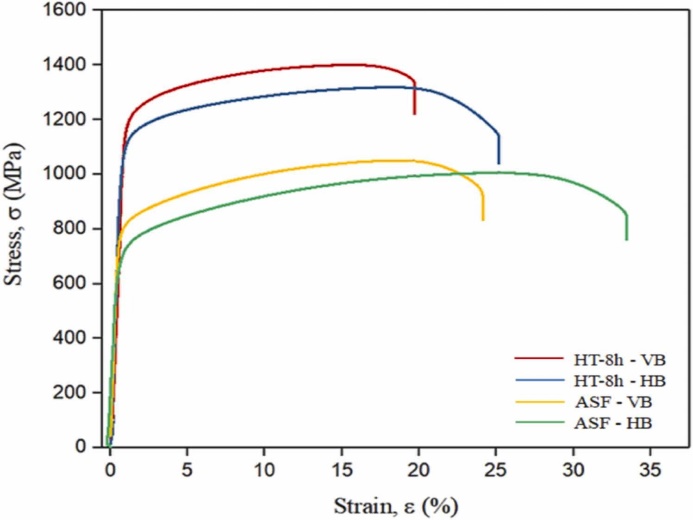 1600
1400
1200
1000
800
600
400
200
0
Stress, σ (MPa)
0 5 10 15 20 25 30 35
Strain, ε (%)
HT-8h - VB
HT-8h - HB
ASF - VB
ASF - HB